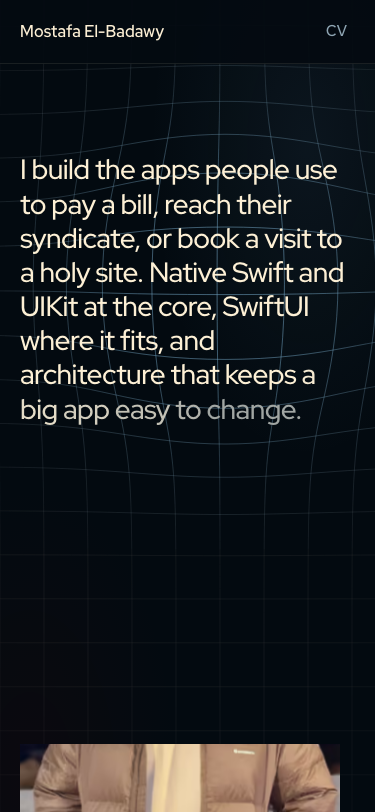 Mostafa El-Badawy
CV
I build the apps people use
to pay a bill, reach their
syndicate, or book a visit to
a holy site. Native Swift and
UIKit at the core, SwiftUI
where it fits, and
architecture that keeps a
big app easy to change.